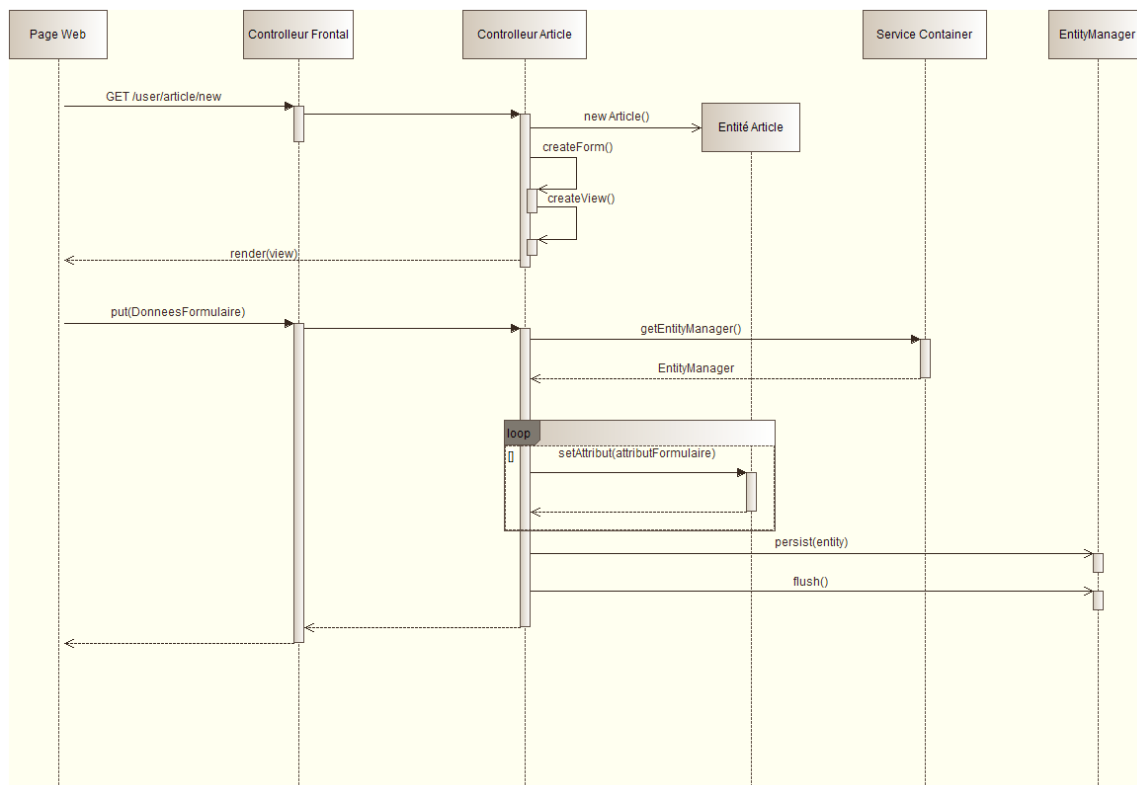 Page Web
Controlleur Frontal
Controlleur Article
Service Container
EntityManager
GET /user/article/new
new Article()
Entité Article
createForm()
createView()
render(view)
put(DonneesFormulaire)
getEntityManager()
EntityManager
loop
[]
setAttribut(attributFormulaire)
persist(entity)
flush()